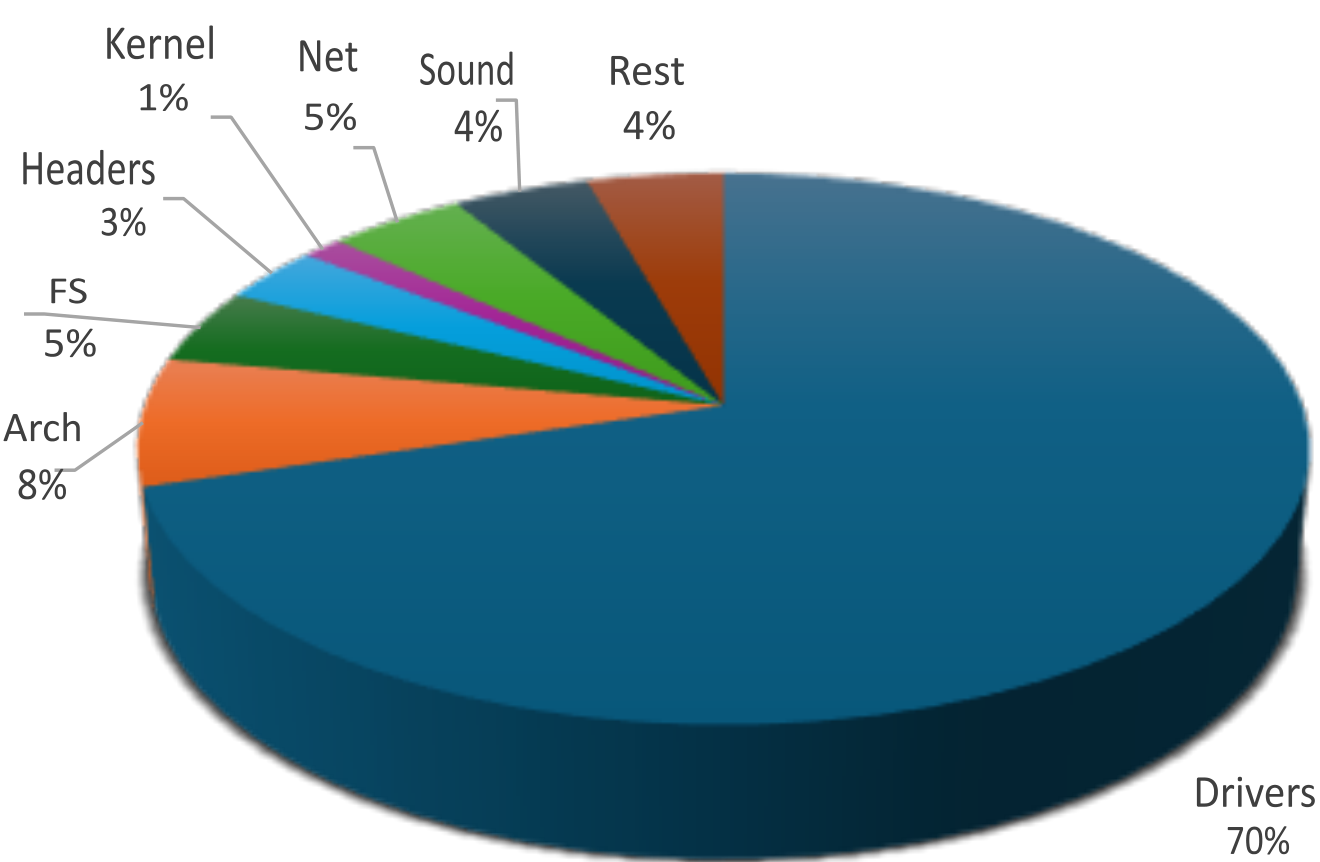 Kernel
1%
Net
5%
Sound
4%
Rest
4%
Headers
3%
FS
5%
Arch
8%
Drivers
70%